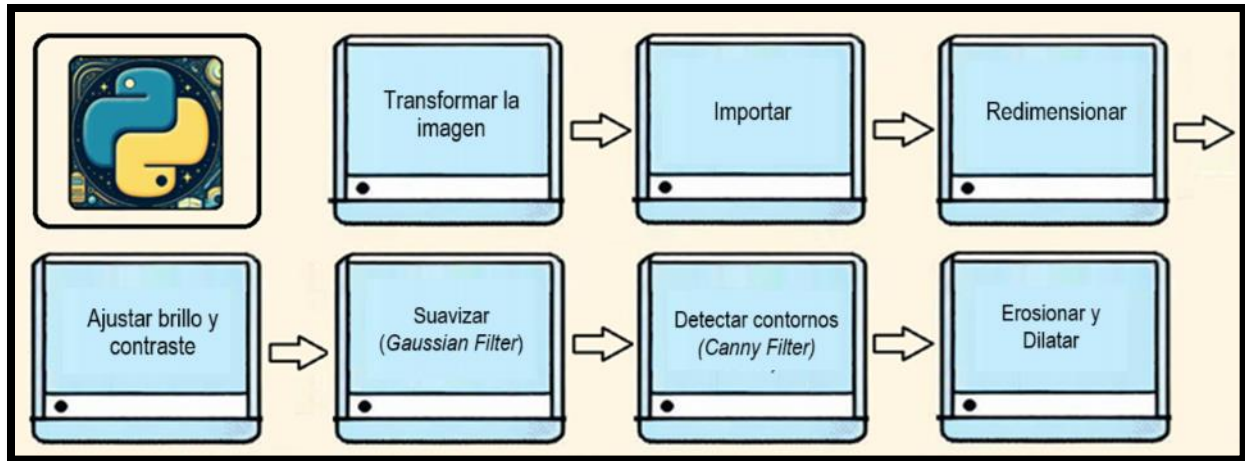 Transformar la
imagen
Importar
Redimensionar
Ajustar brillo y
contraste
Suavizar
(Gaussian Filter)
Detectar contornos
(Canny Filter)
Erosionar y
Dilatar